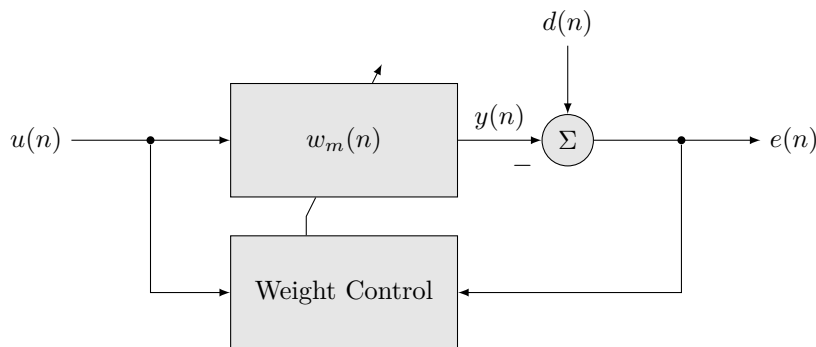 d(n)
u(n)
w_m(n)
y(n)
−
Σ
e(n)
Weight Control